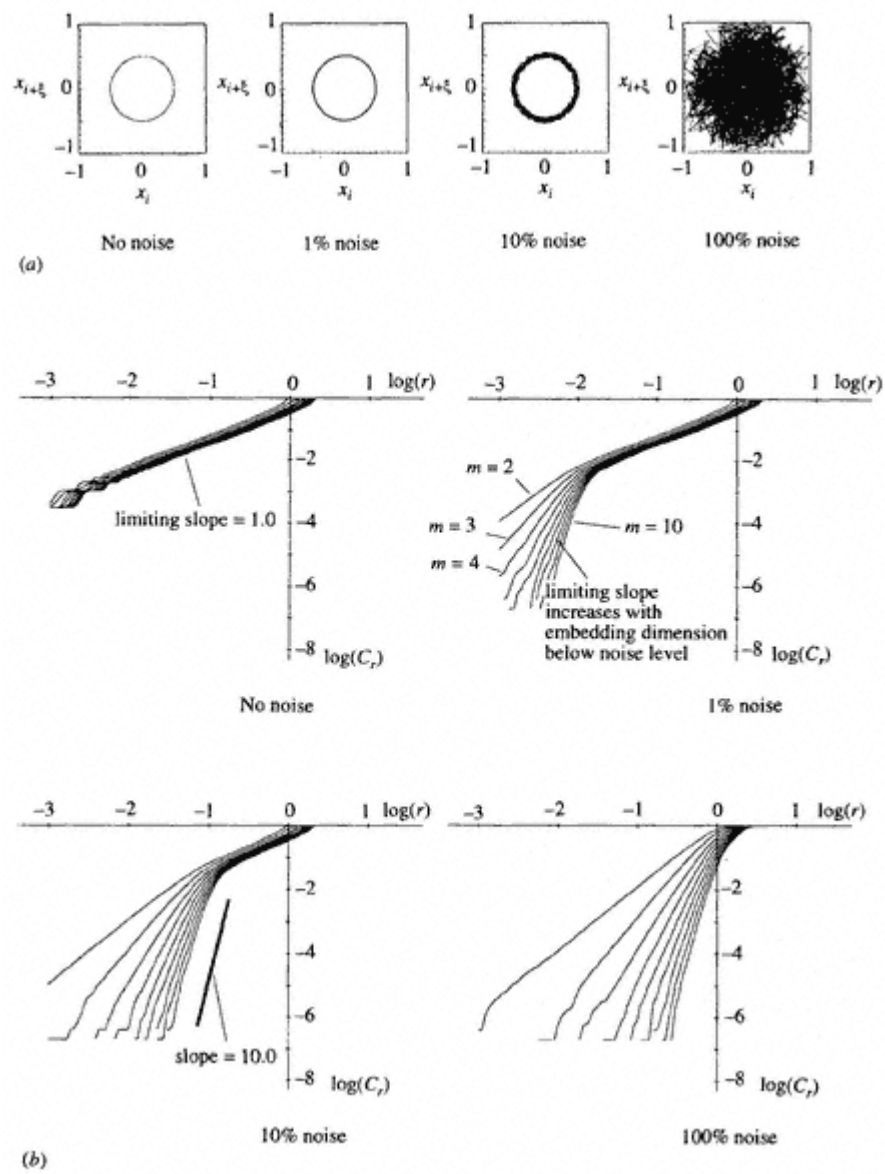 1 1 1 1
x_{i+ξ} 0 x_{i+ξ} 0 x_{i+ξ} 0 x_{i+ξ} 0
−1 −1 −1 −1
−1 0 1 −1 0 1 −1 0 1 −1 0 1
x_i x_i x_i x_i
No noise 1% noise 10% noise 100% noise
(a)
−3 −2 −1 0 1 log(r)
−2
limiting slope = 1.0
−4
−6
−8
log(C_r)
No noise
−3 −2 −1 0 1 log(r)
m = 2
−2
m = 3
m = 4
m = 10
−4
limiting slope
increases with
embedding dimension
below noise level
−6
−8
log(C_r)
1% noise
−3 −2 −1 0 1 log(r)
−2
−4
−6
slope = 10.0
−8
log(C_r)
10% noise
−3 −2 −1 0 1 log(r)
−2
−4
−6
−8
log(C_r)
100% noise
(b)